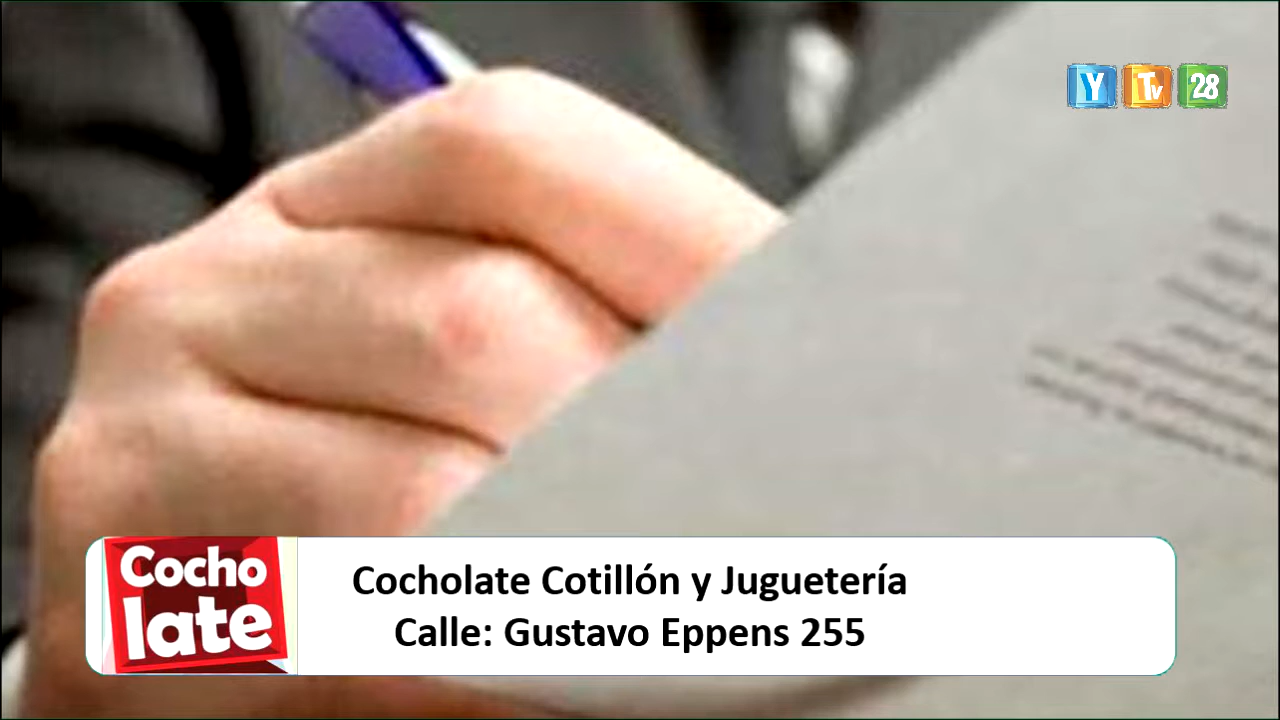 Y Tv 28
Cocho
late
Cocholate Cotillón y Juguetería
Calle: Gustavo Eppens 255